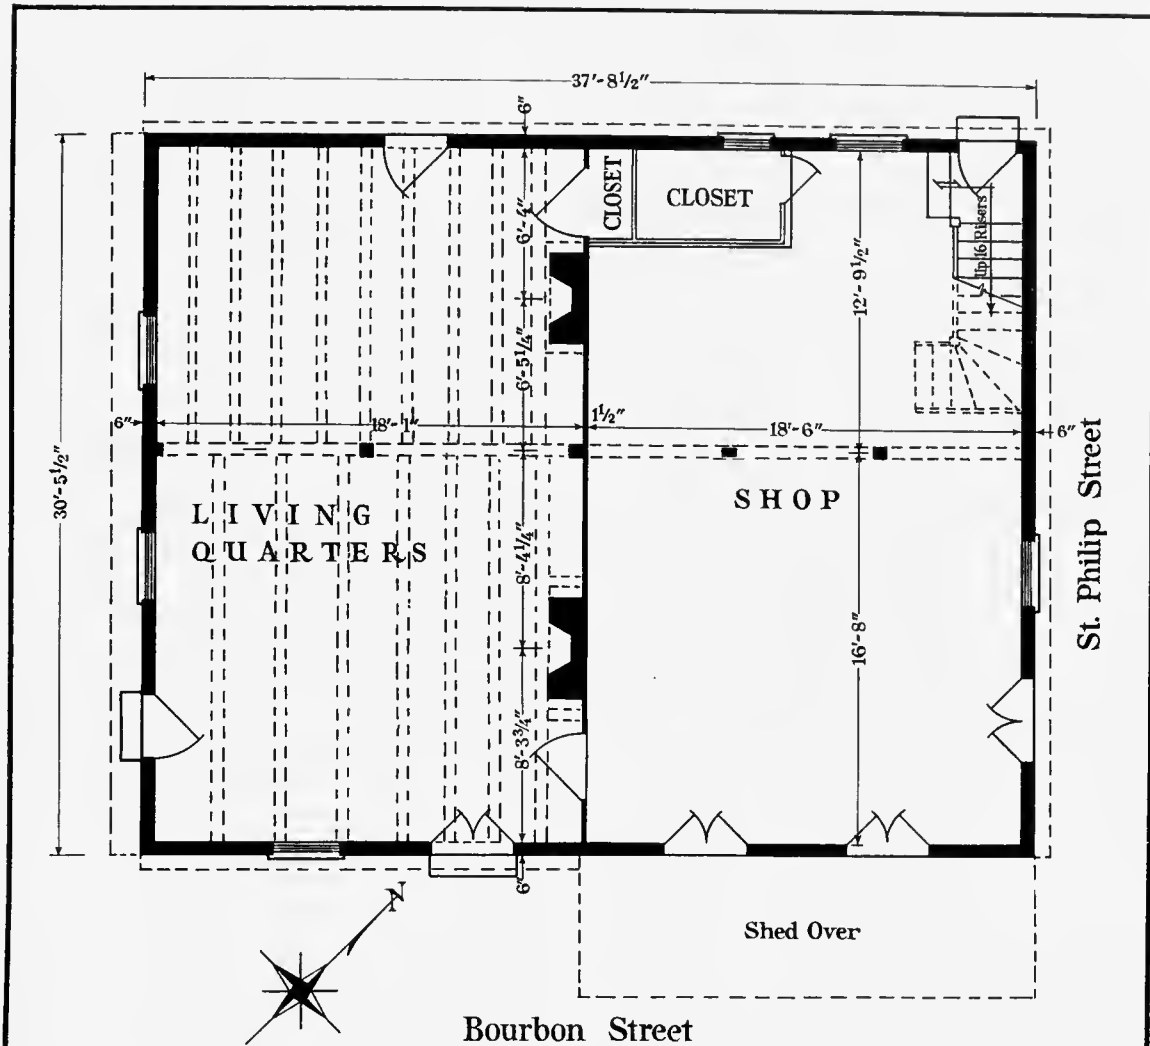 37'-8½"
6"
CLOSET
CLOSET
6'-4"
Up 16 Risers
12'-9½"
6'-5¼"
30'-5½"
6"
18'-1"
1½"
18'-6"
6"
LIVING
QUARTERS
SHOP
St. Philip Street
8'-4¼"
16'-8"
8'-3¾"
6"
N
Shed Over
Bourbon Street